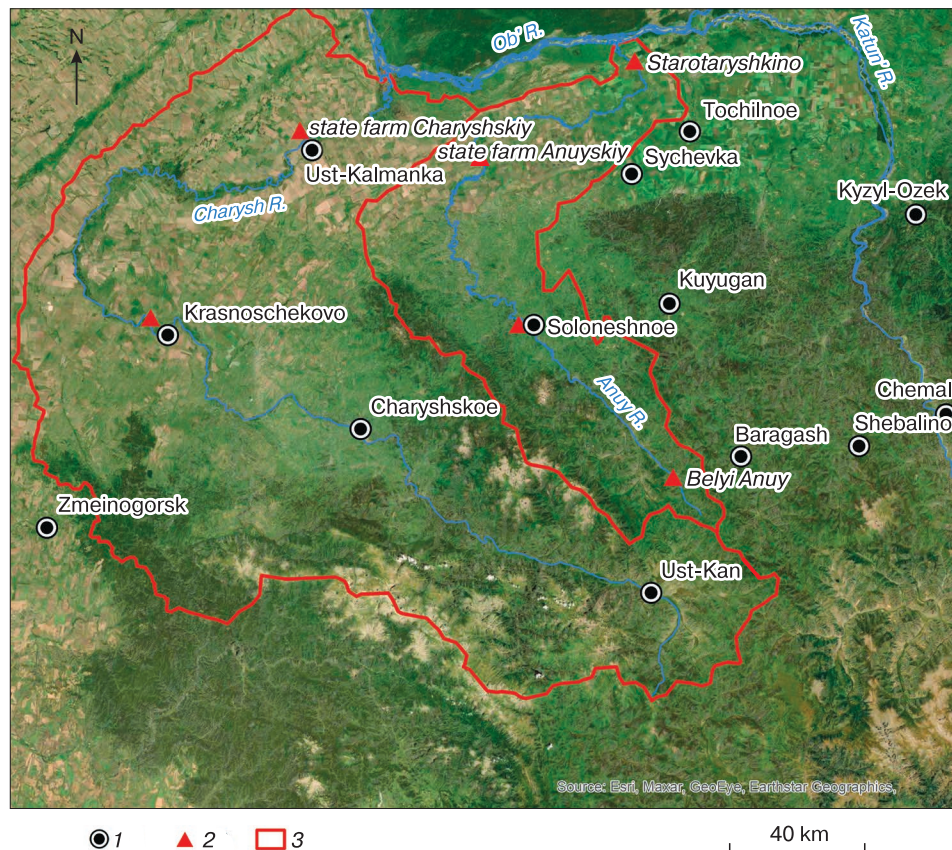 N
Ob' R.
Katun' R.
Starotaryshkino
Tochilnoe
state farm Charyshskiy
state farm Anuyskiy
Sychevka
Ust-Kalmanka
Kyzyl-Ozek
Charysh R.
Kuyugan
Krasnoschekovo
Soloneshnoe
Anuy R.
Chemal
Charyshskoe
Shebalino
Baragash
Belyi Anuy
Zmeinogorsk
Ust-Kan
Source: Esri, Maxar, GeoEye, Earthstar Geographics,
1 2 3
40 km